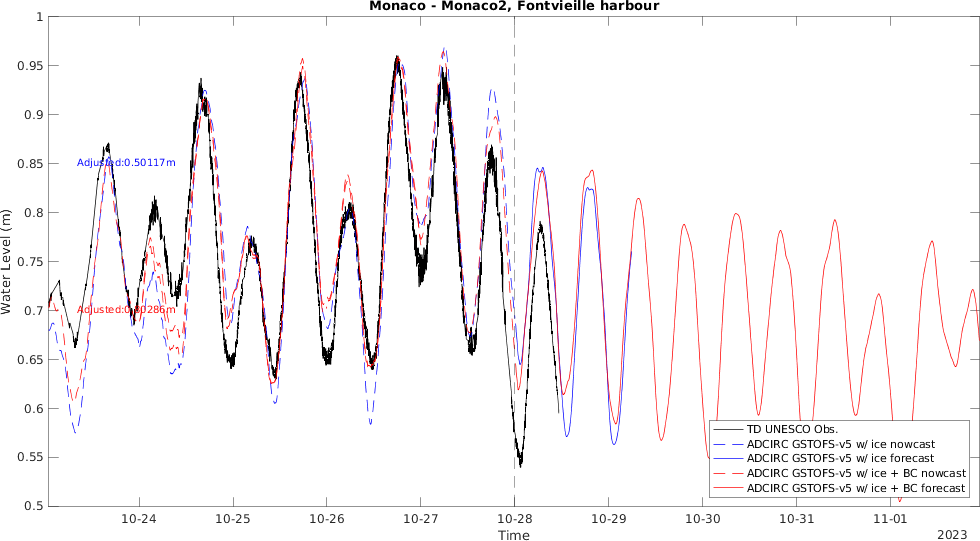 Monaco - Monaco2, Fontvieille harbour
1
0.95
0.9
0.85
0.8
0.75
0.7
0.65
0.6
0.55
0.5
Water Level (m)
Adjusted:0.50117m
Adjusted:0.50286m
TD UNESCO Obs.
ADCIRC GSTOFS-v5 w/ ice nowcast
ADCIRC GSTOFS-v5 w/ ice forecast
ADCIRC GSTOFS-v5 w/ ice + BC nowcast
ADCIRC GSTOFS-v5 w/ ice + BC forecast
10-24 10-25 10-26 10-27 10-28 10-29 10-30 10-31 11-01
Time
2023